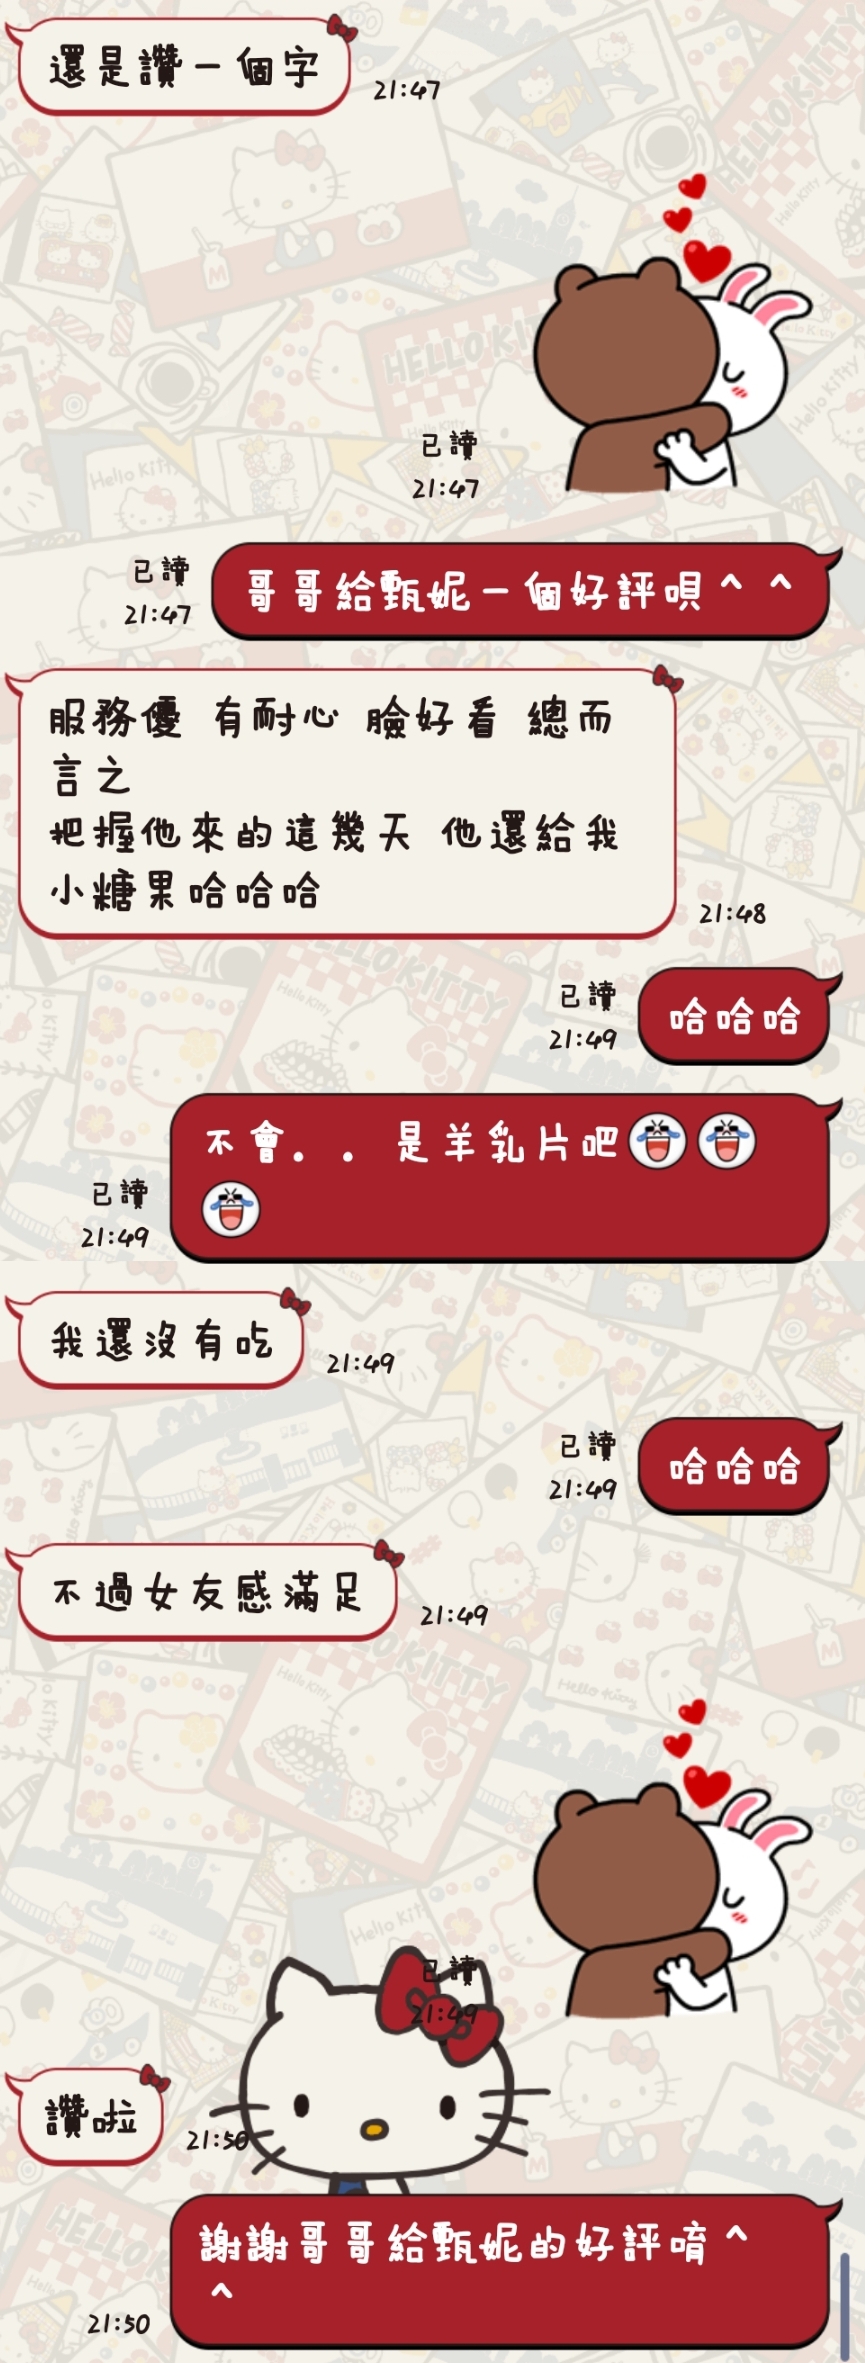 還是讚一個字
21:47
已讀
21:47
已讀
21:47
哥哥給甄妮一個好評唄^ ^
服務優 有耐心 臉好看 總而
言之
把握他來的這幾天 他還給我
小糖果哈哈哈
21:48
已讀
21:49
哈哈哈
不會. . 是羊乳片吧
已讀
21:49
我還沒有吃
21:49
已讀
21:49
哈哈哈
不過女友感滿足
21:49
已讀
21:49
讚啦
21:50
謝謝哥哥給甄妮的好評唷^
^
21:50